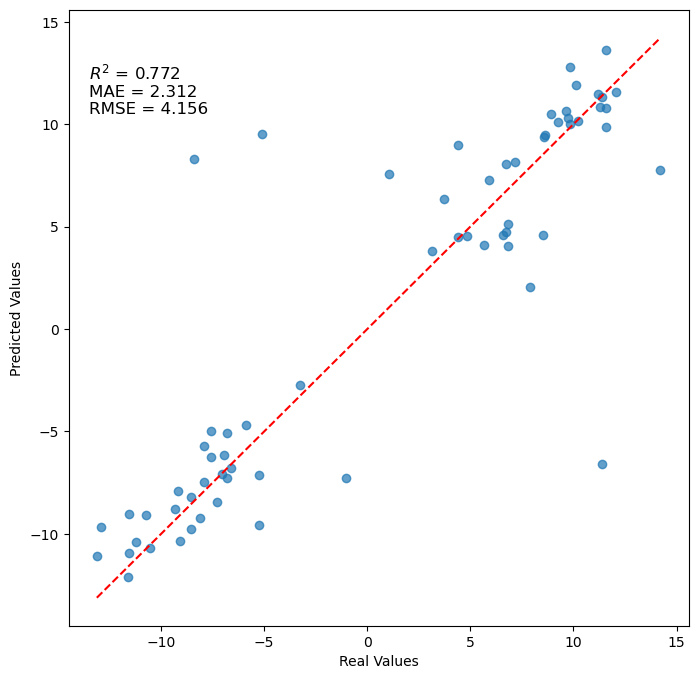 15
10
5
0
−5
−10
Predicted Values
R² = 0.772
MAE = 2.312
RMSE = 4.156
−10
−5
0
5
10
15
Real Values